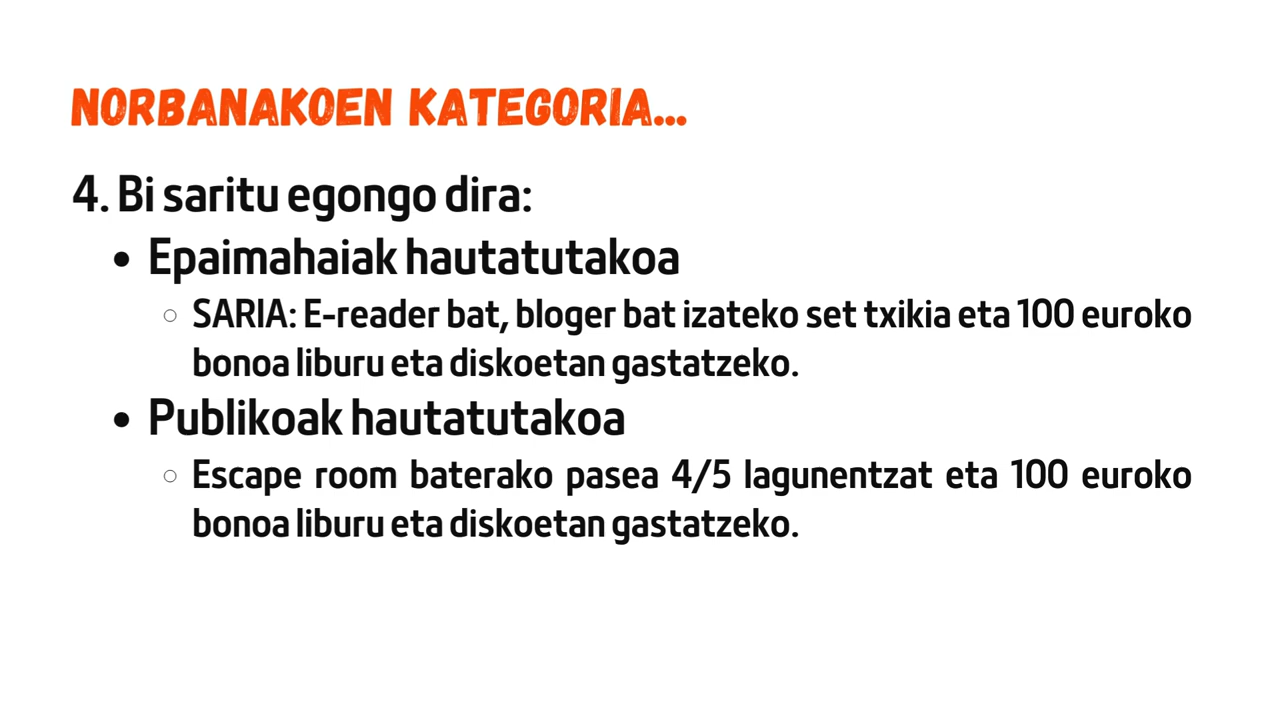 NORBANAKOEN KATEGORIA...
4. Bi saritu egongo dira:
• Epaimahaiak hautatutakoa
◦ SARIA: E-reader bat, bloger bat izateko set txikia eta 100 euroko
bonoa liburu eta diskoetan gastatzeko.
• Publikoak hautatutakoa
◦ Escape room baterako pasea 4/5 lagunentzat eta 100 euroko
bonoa liburu eta diskoetan gastatzeko.